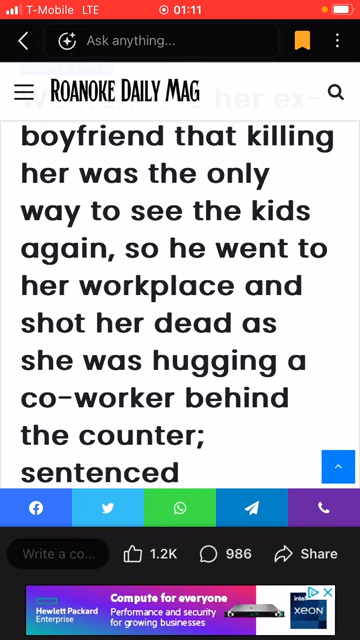 T-Mobile LTE 01:11
Ask anything...
ROANOKE DAILY MAG
her ex-
boyfriend that killing
her was the only
way to see the kids
again, so he went to
her workplace and
shot her dead as
she was hugging a
co-worker behind
the counter;
sentenced
Write a co... 1.2K 986 Share
Hewlett Packard
Enterprise
Compute for everyone
Performance and security
for growing businesses
intel
XEON